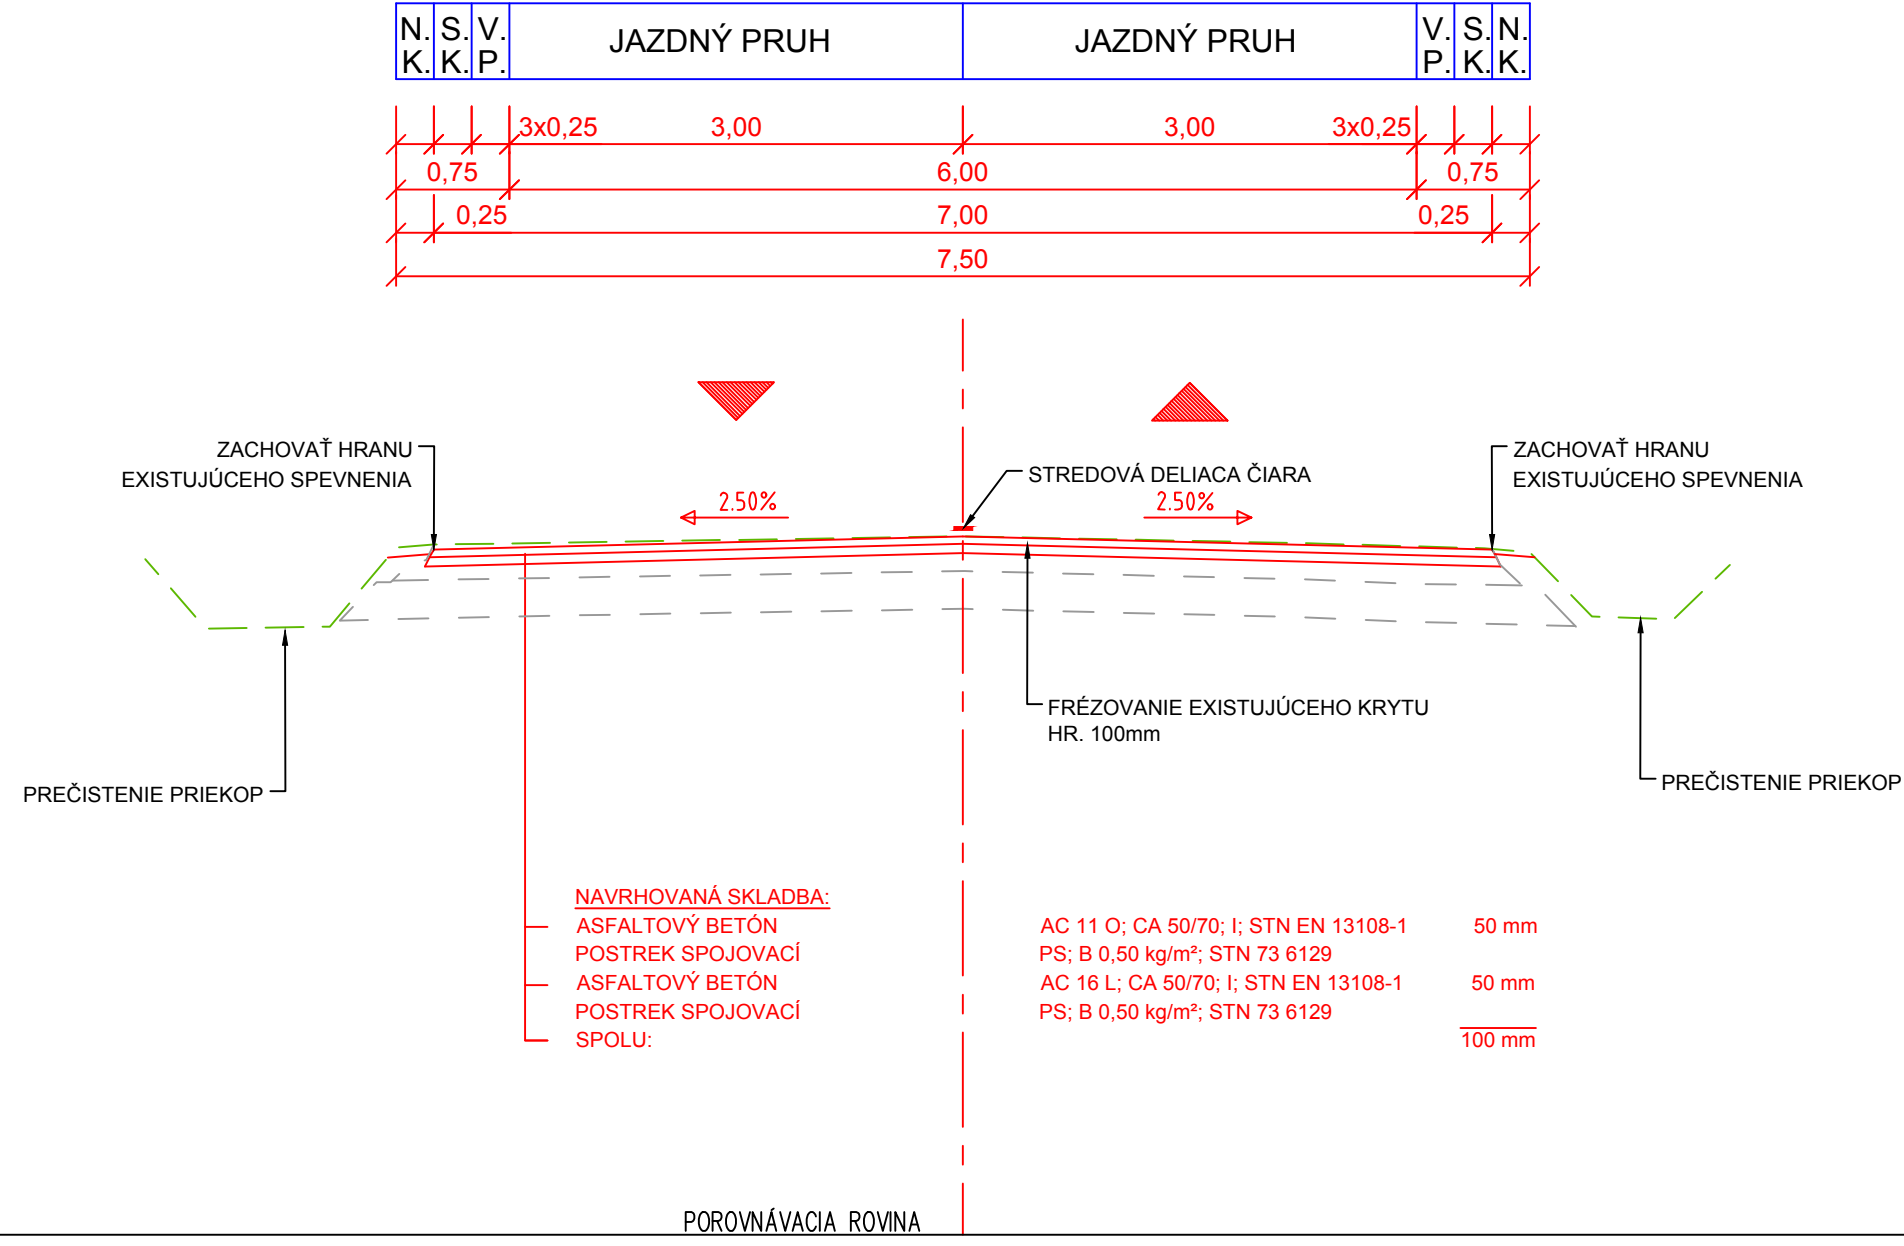 N. S. V. JAZDNÝ PRUH JAZDNÝ PRUH V. S. N.
K. K. P. P. K. K.
3x0,25 3,00 3,00 3x0,25
0,75 6,00 0,75
0,25 7,00 0,25
7,50
ZACHOVAŤ HRANU
EXISTUJÚCEHO SPEVNENIA
STREDOVÁ DELIACA ČIARA
ZACHOVAŤ HRANU
EXISTUJÚCEHO SPEVNENIA
2.50% 2.50%
FRÉZOVANIE EXISTUJÚCEHO KRYTU
HR. 100mm
PREČISTENIE PRIEKOP
PREČISTENIE PRIEKOP
NAVRHOVANÁ SKLADBA:
ASFALTOVÝ BETÓN AC 11 O; CA 50/70; I; STN EN 13108-1 50 mm
POSTREK SPOJOVACÍ PS; B 0,50 kg/m²; STN 73 6129
ASFALTOVÝ BETÓN AC 16 L; CA 50/70; I; STN EN 13108-1 50 mm
POSTREK SPOJOVACÍ PS; B 0,50 kg/m²; STN 73 6129
SPOLU: 100 mm
POROVNÁVACIA ROVINA